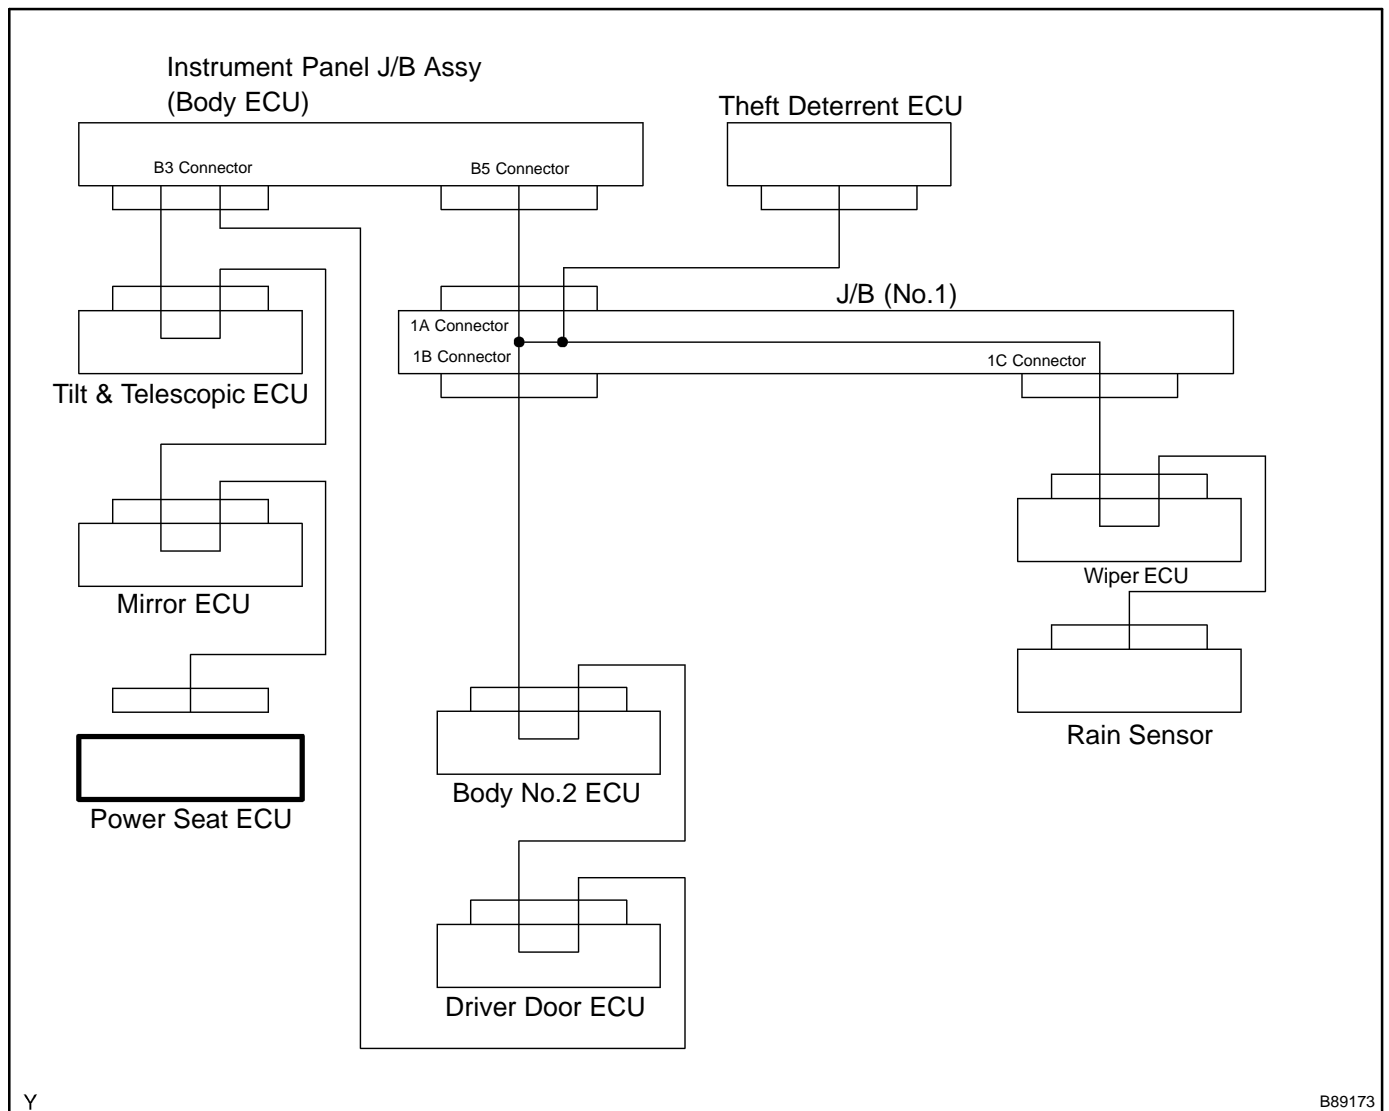 Instrument Panel J/B Assy
(Body ECU)
Theft Deterrent ECU
B3 Connector
B5 Connector
J/B (No.1)
1A Connector
1B Connector
1C Connector
Tilt & Telescopic ECU
Wiper ECU
Mirror ECU
Rain Sensor
Body No.2 ECU
Power Seat ECU
Driver Door ECU
Y
B89173